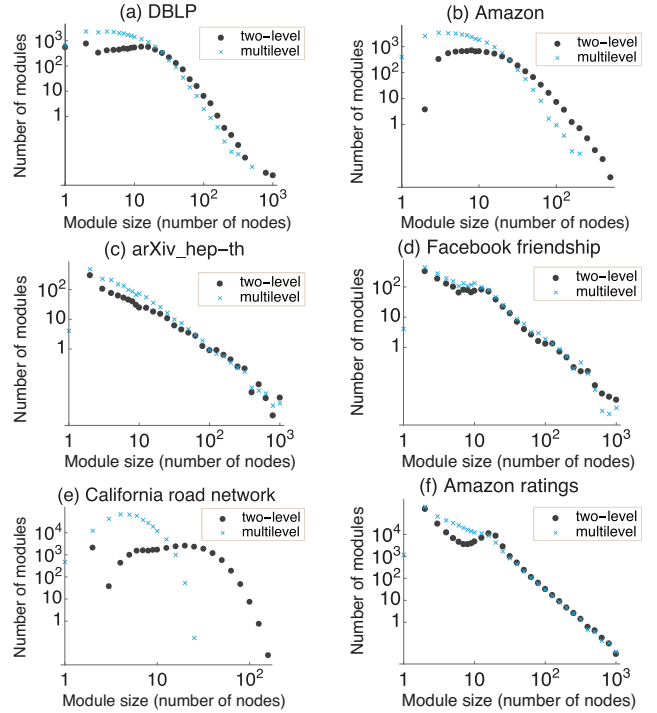 (a) DBLP
Number of modules
10³
10²
10
1
two-level
multilevel
1
10
10²
10³
Module size (number of nodes)
(b) Amazon
Number of modules
10³
10²
10
1
two-level
multilevel
1
10
10²
Module size (number of nodes)
(c) arXiv_hep-th
Number of modules
10²
10
1
two-level
multilevel
1
10
10²
10³
Module size (number of nodes)
(d) Facebook friendship
Number of modules
10²
10
1
two-level
multilevel
1
10
10²
10³
Module size (number of nodes)
(e) California road network
Number of modules
10⁴
10³
10²
10
1
two-level
multilevel
1
10
10²
Module size (number of nodes)
(f) Amazon ratings
Number of modules
10⁴
10³
10²
10
1
two-level
multilevel
1
10
10²
10³
Module size (number of nodes)